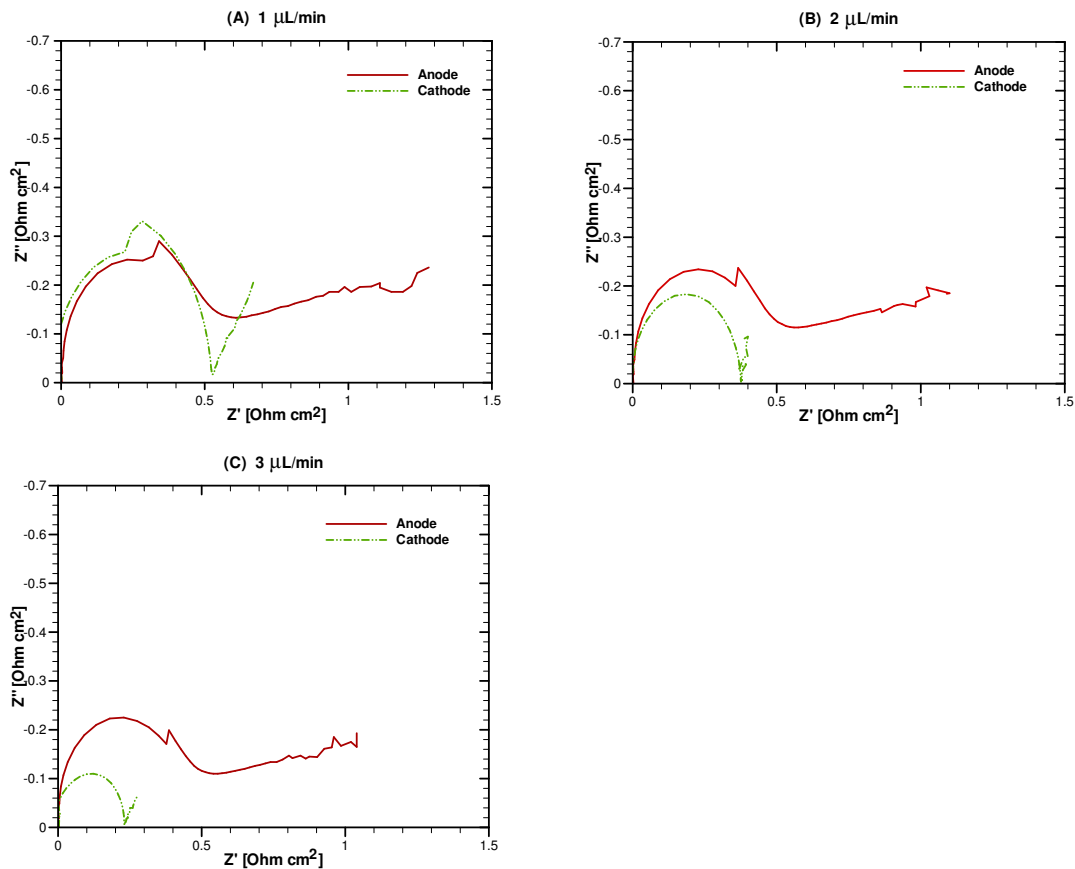 (A) 1 μL/min
-0.7
-0.6
-0.5
-0.4
-0.3
-0.2
-0.1
0
Z'' [Ohm cm2]
Anode
Cathode
0 0.5 1 1.5
Z' [Ohm cm2]
(B) 2 μL/min
-0.7
-0.6
-0.5
-0.4
-0.3
-0.2
-0.1
0
Z'' [Ohm cm2]
Anode
Cathode
0 0.5 1 1.5
Z' [Ohm cm2]
(C) 3 μL/min
-0.7
-0.6
-0.5
-0.4
-0.3
-0.2
-0.1
0
Z'' [Ohm cm2]
Anode
Cathode
0 0.5 1 1.5
Z' [Ohm cm2]